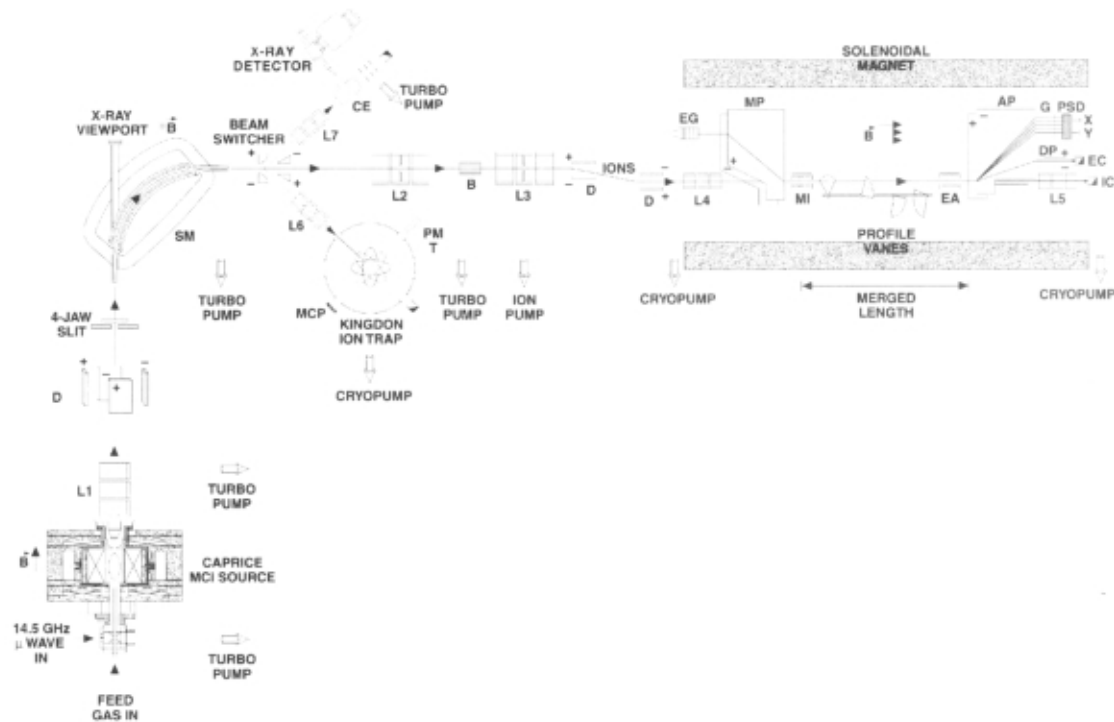 X-RAY
DETECTOR
TURBO
PUMP
CE
L7
X-RAY
VIEWPORT
B
BEAM
SWITCHER
+
−
−
+
SM
L6
L2
B
L3
+
−
IONS
D
D
−
+
L4
SOLENOIDAL
MAGNET
EG
MP
+
−
MI
B
EA
AP
+
−
G
PSD
X
Y
DP
+
−
EC
IC
L5
PROFILE
VANES
MERGED
LENGTH
CRYOPUMP
CRYOPUMP
TURBO
PUMP
PM
T
MCP
KINGDON
ION TRAP
CRYOPUMP
TURBO
PUMP
ION
PUMP
4-JAW
SLIT
+
−
+
−
D
L1
TURBO
PUMP
B
CAPRICE
MCI SOURCE
14.5 GHz
μ WAVE
IN
TURBO
PUMP
FEED
GAS IN